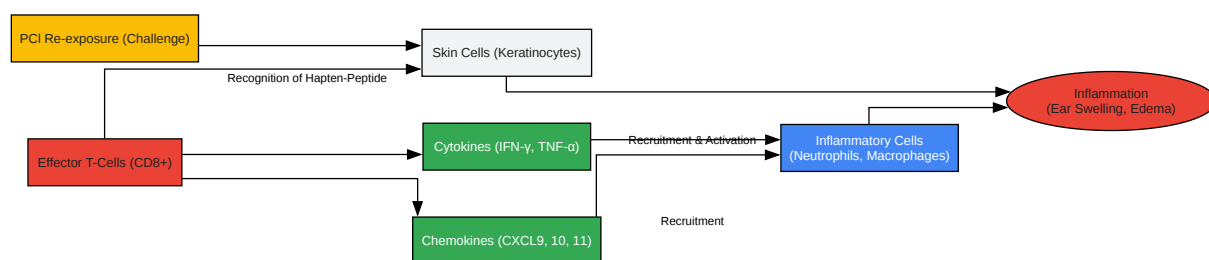 PCl Re-exposure (Challenge)
Skin Cells (Keratinocytes)
Recognition of Hapten-Peptide
Inflammation
(Ear Swelling, Edema)
Effector T-Cells (CD8+)
Cytokines (IFN-γ, TNF-α)
Recruitment & Activation
Inflammatory Cells
(Neutrophils, Macrophages)
Chemokines (CXCL9, 10, 11)
Recruitment